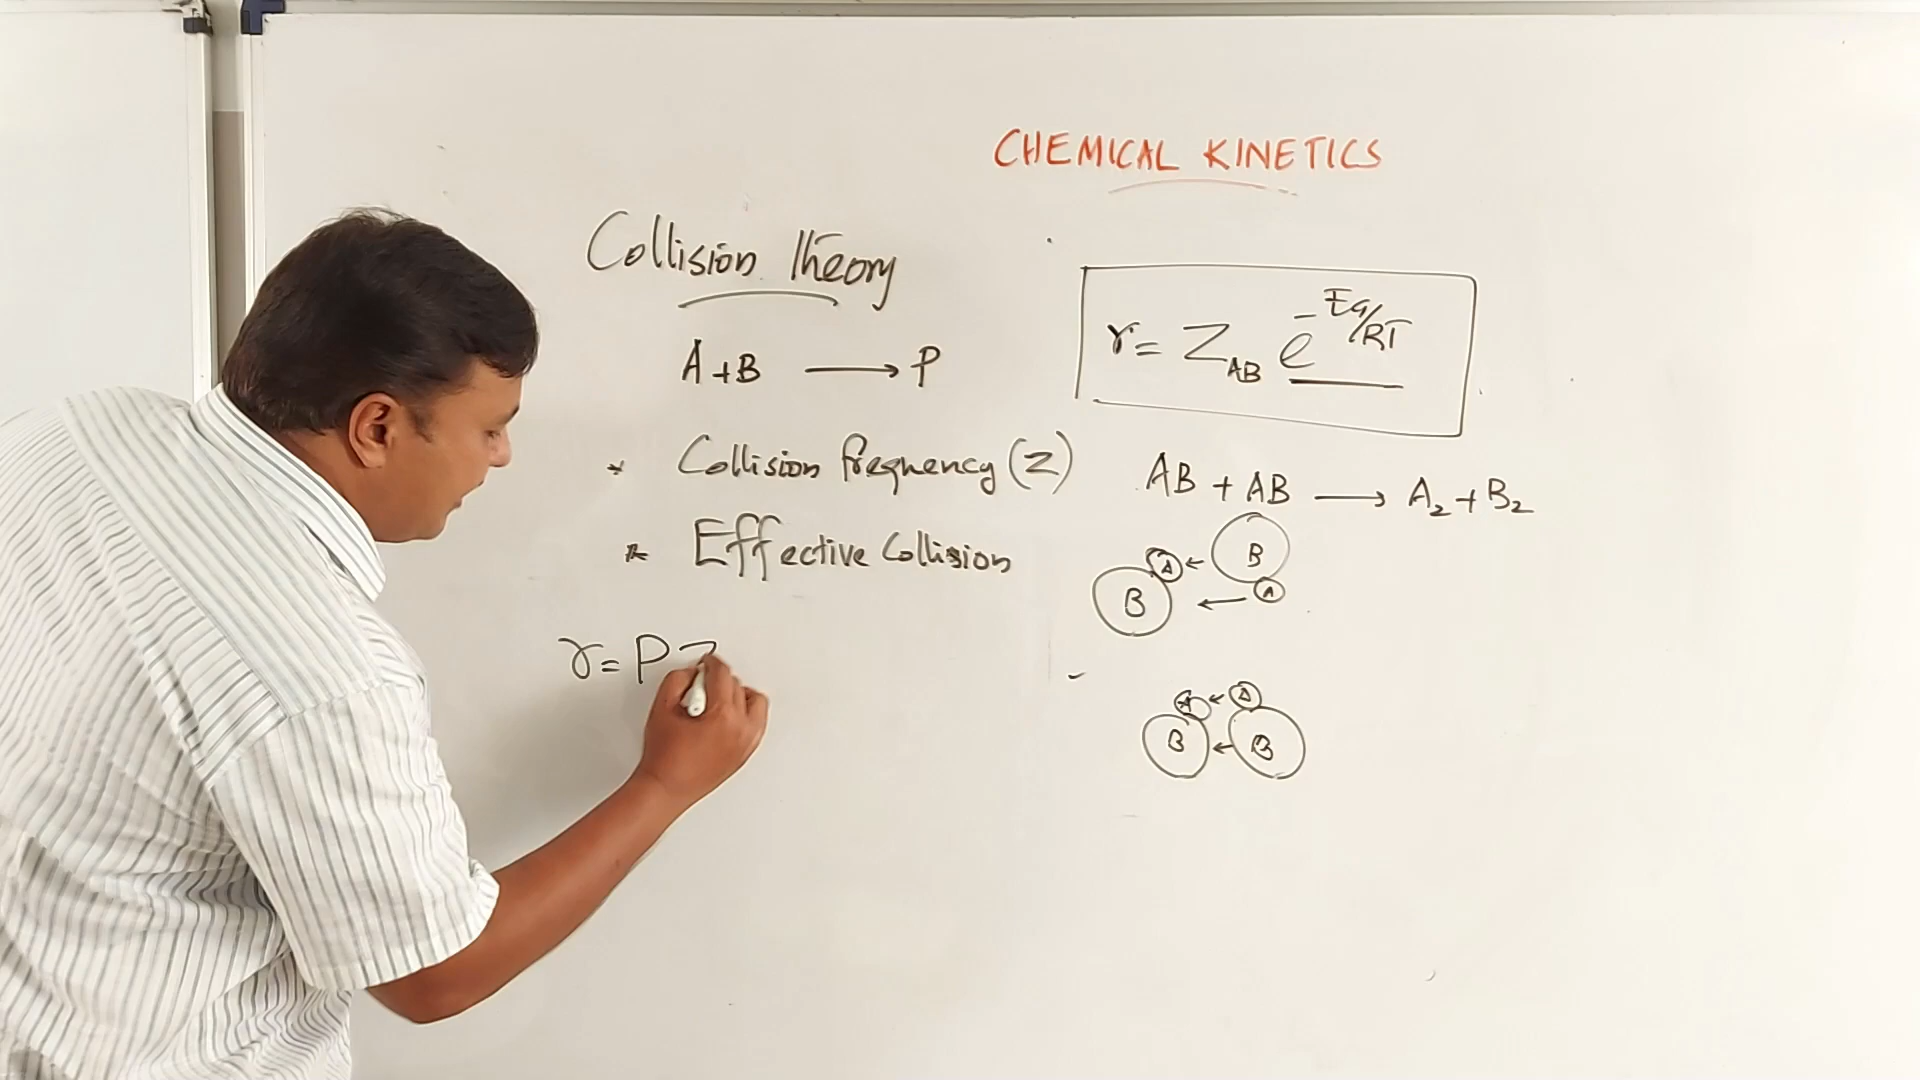 CHEMICAL KINETICS
Collision Theory
A + B ⟶ P
r = Z_AB e^-Ea/RT
* Collision frequency (Z)
* Effective Collision
AB + AB ⟶ A₂ + B₂
A ← B
B ← A
A ← A
B ← B
r = P Z